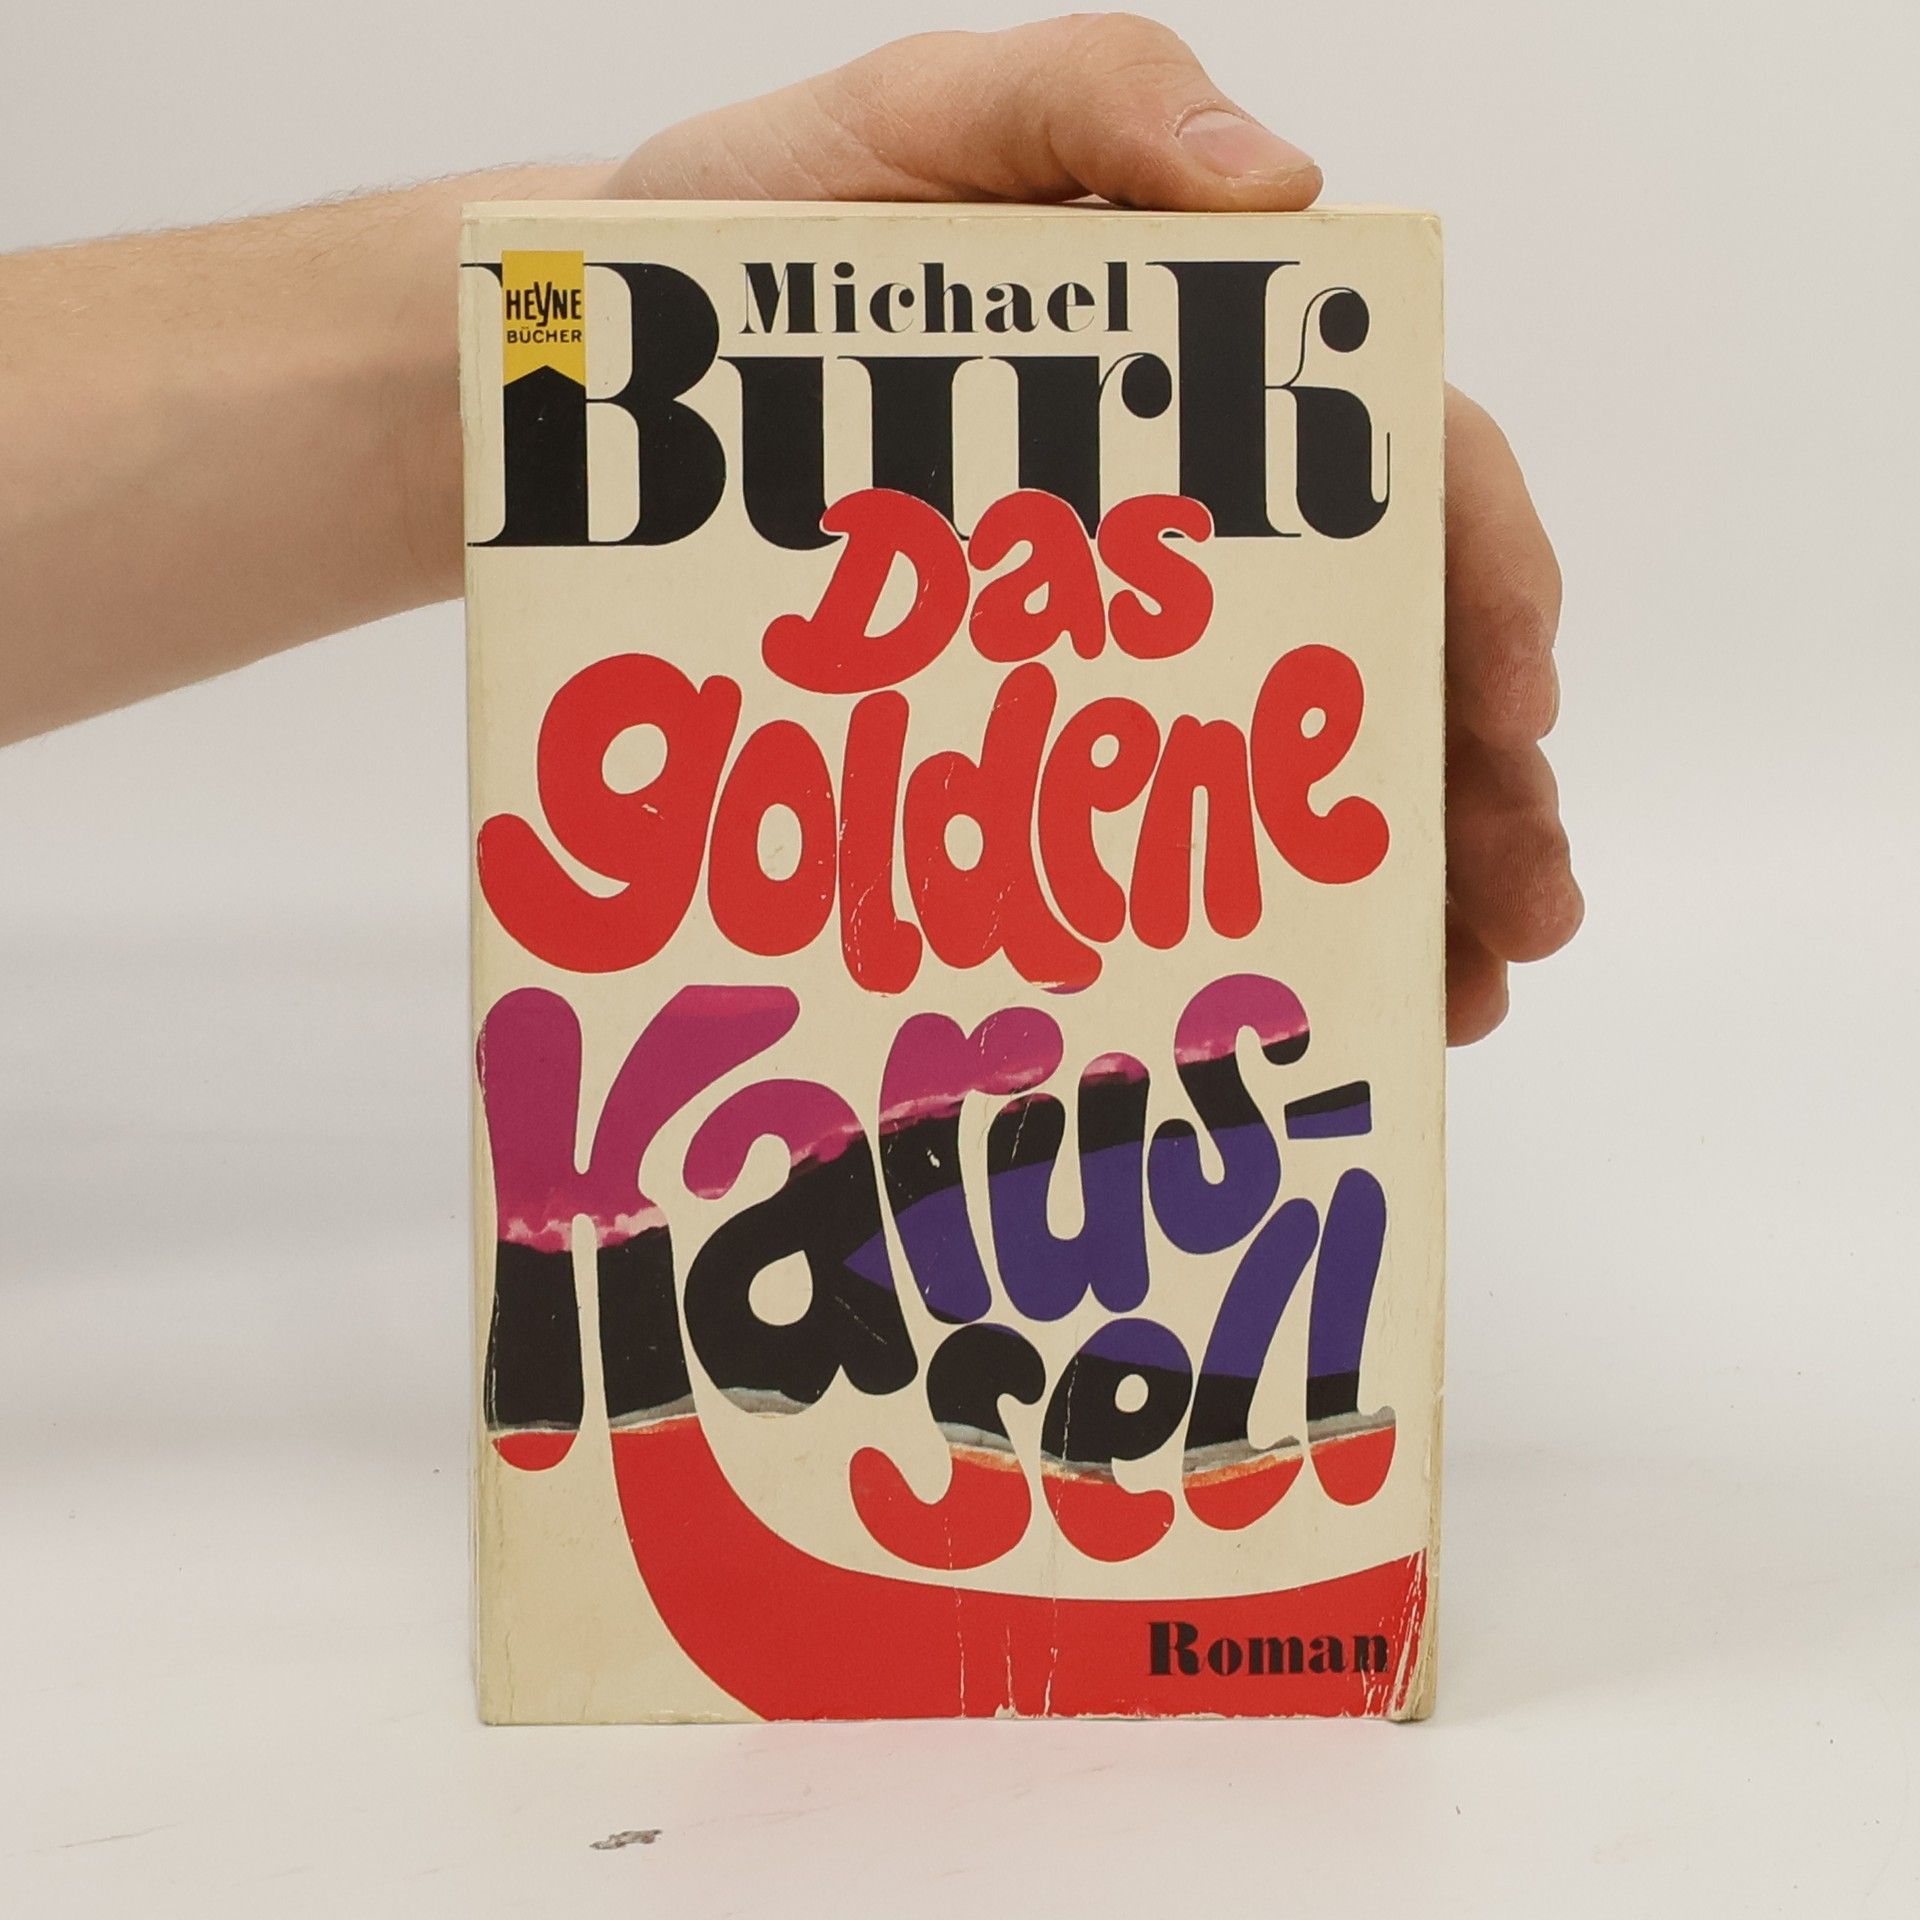 HEYNE
BÜCHER
Michael
Burk
Das
goldene
Karus-
sell
Roman